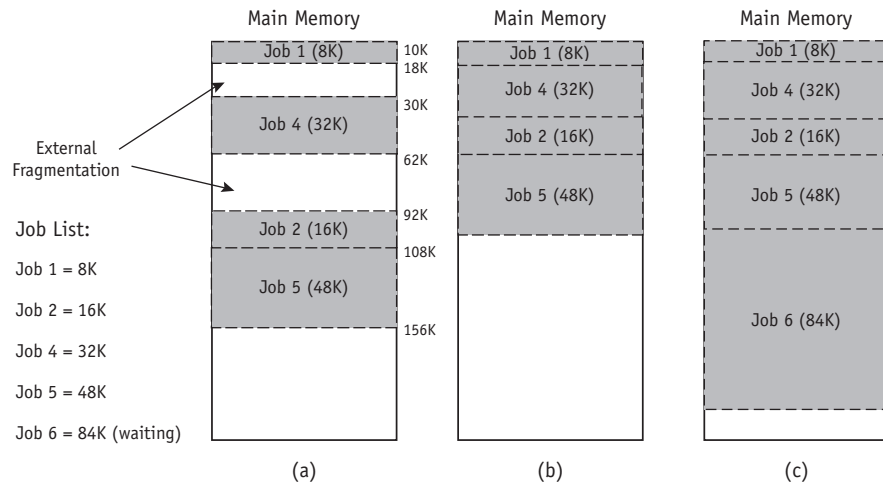 Main Memory
Job 1 (8K)
10K
18K
30K
Job 4 (32K)
62K
92K
Job 2 (16K)
108K
Job 5 (48K)
156K
External
Fragmentation
Job List:
Job 1 = 8K
Job 2 = 16K
Job 4 = 32K
Job 5 = 48K
Job 6 = 84K (waiting)
(a)
Main Memory
Job 1 (8K)
Job 4 (32K)
Job 2 (16K)
Job 5 (48K)
(b)
Main Memory
Job 1 (8K)
Job 4 (32K)
Job 2 (16K)
Job 5 (48K)
Job 6 (84K)
(c)